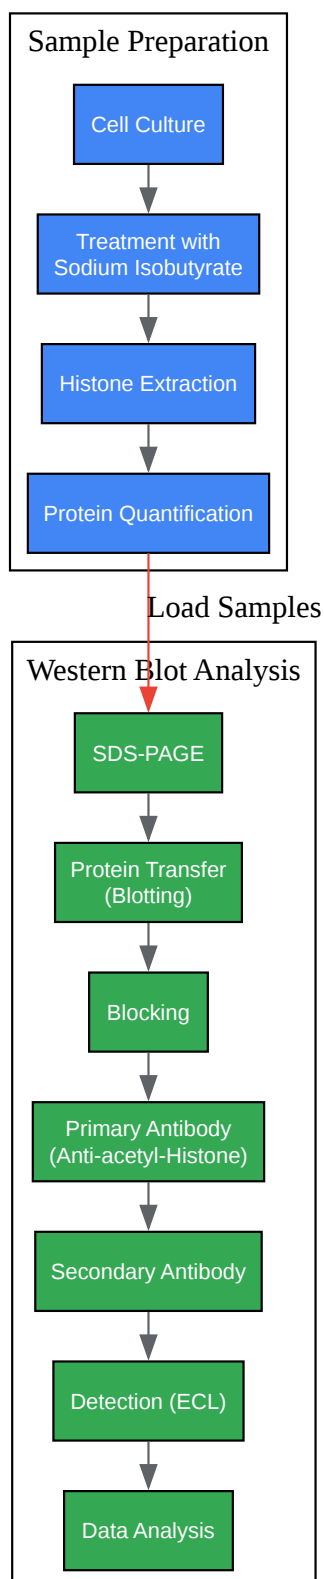 Sample Preparation
Cell Culture
Treatment with
Sodium Isobutyrate
Histone Extraction
Protein Quantification
Load Samples
Western Blot Analysis
SDS-PAGE
Protein Transfer
(Blotting)
Blocking
Primary Antibody
(Anti-acetyl-Histone)
Secondary Antibody
Detection (ECL)
Data Analysis